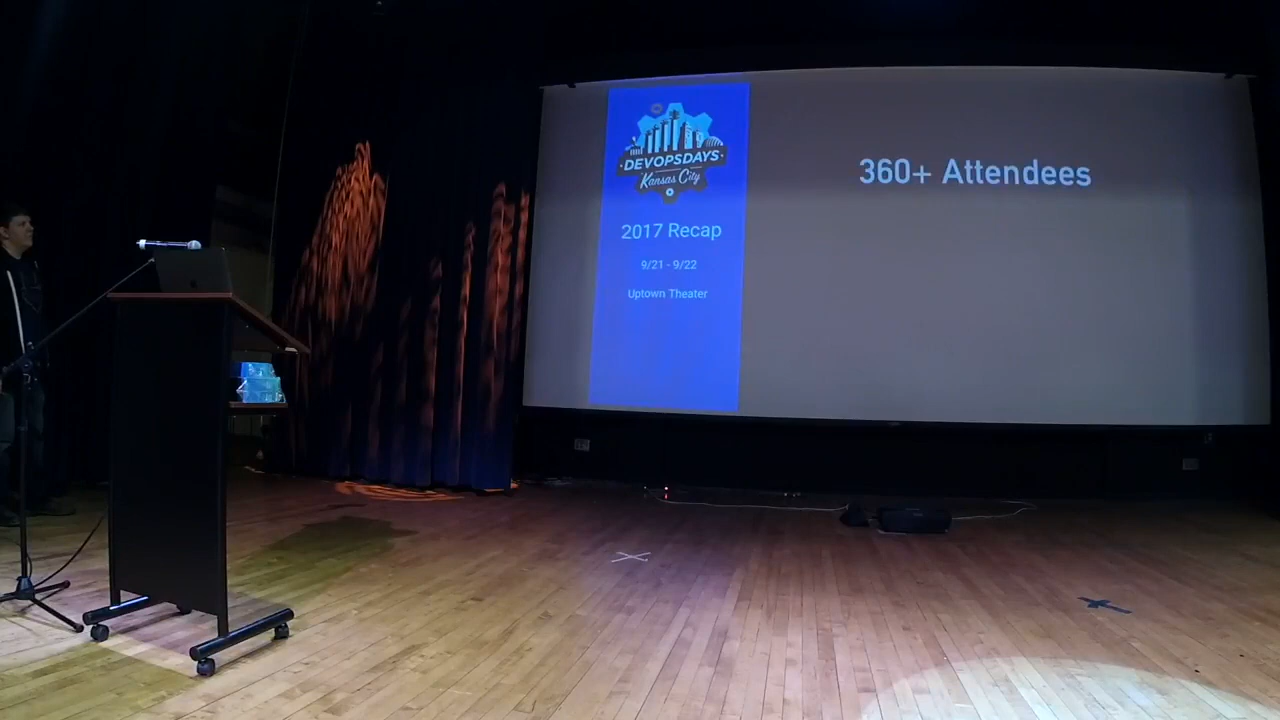 DEVOPSDAYS
Kansas City
2017 Recap
9/21 - 9/22
Uptown Theater
360+ Attendees